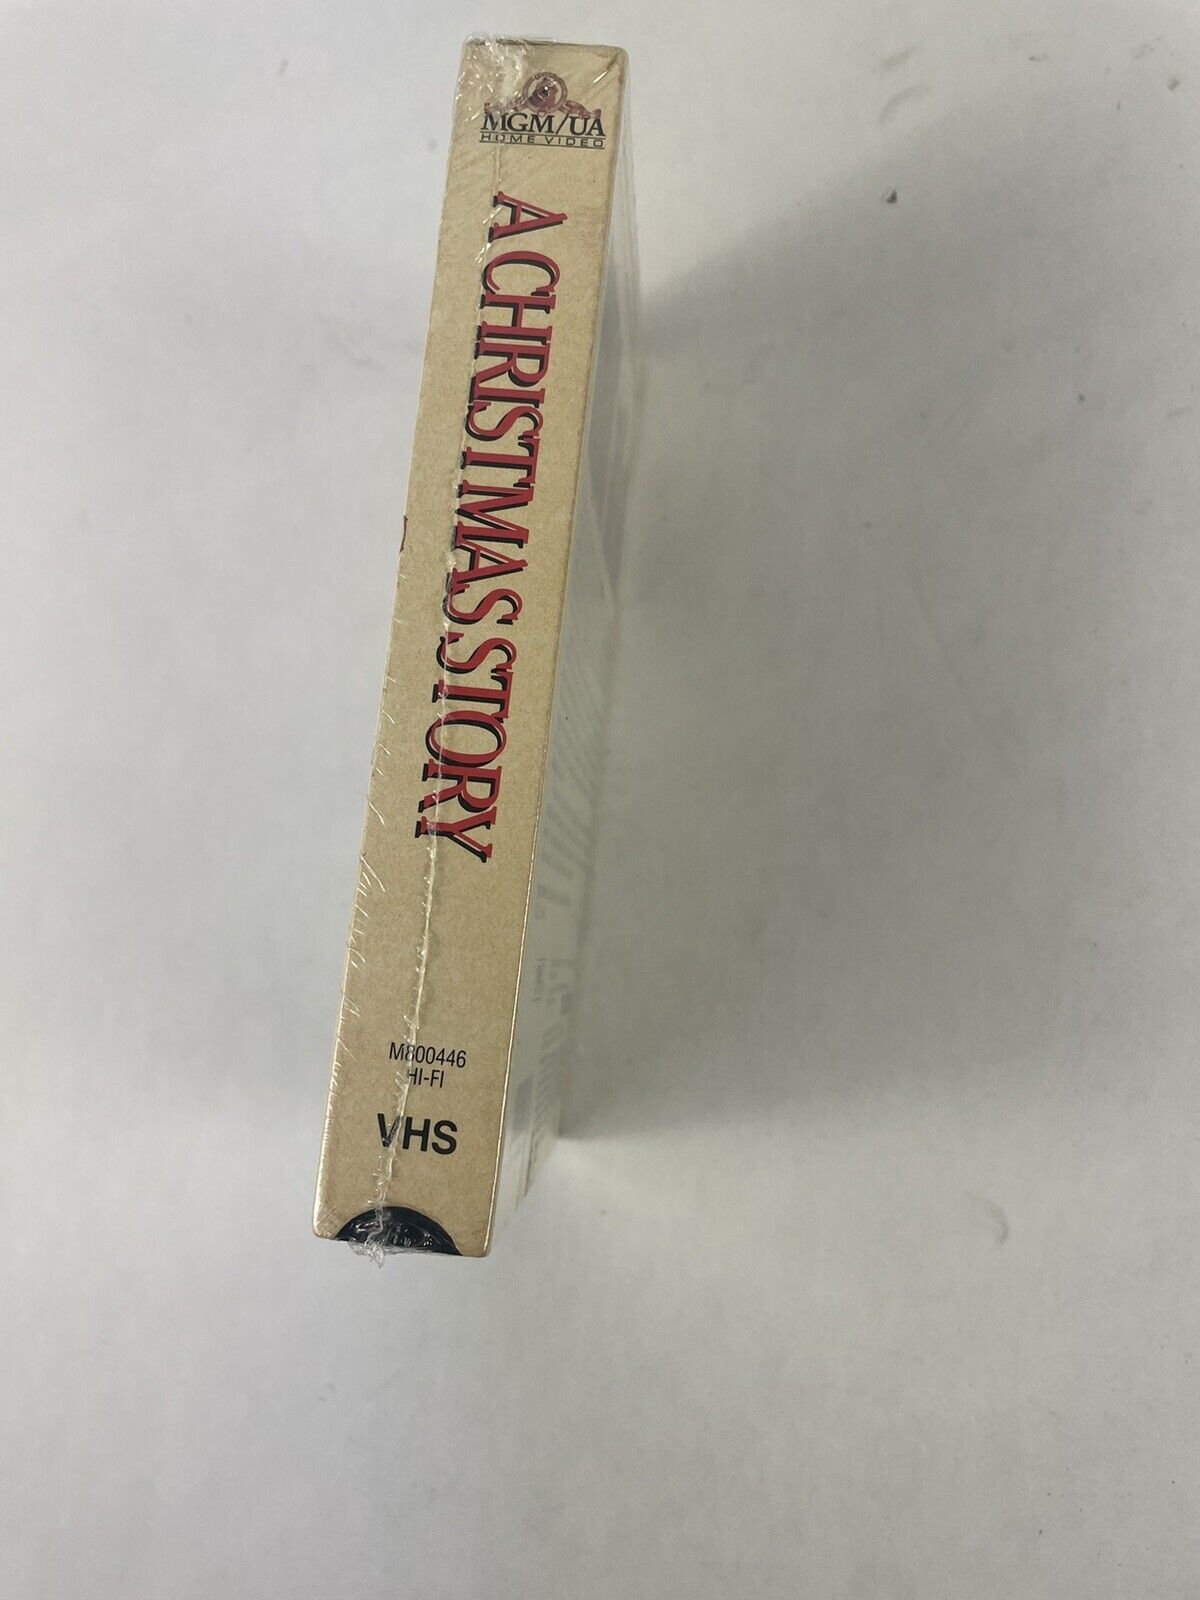 MGM/UA
HOME VIDEO
A CHRISTMAS STORY
M800446
HI-FI
VHS